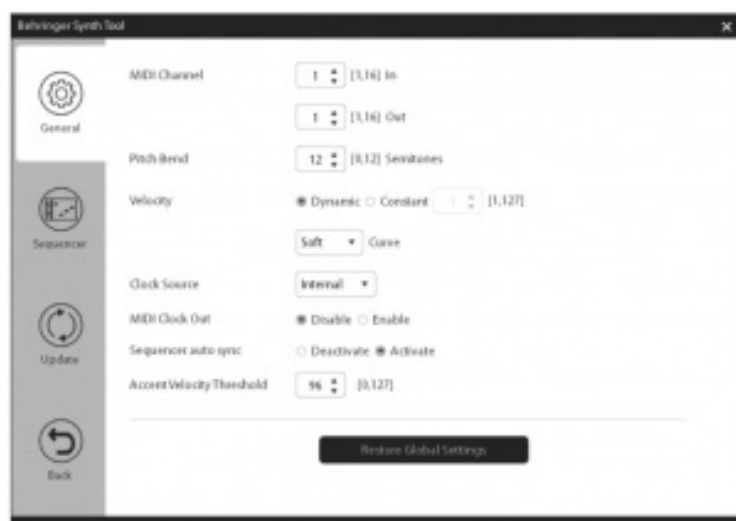 Behringer Synth Tool
General
Sequencer
Update
Back
MIDI Channel 1 [1,16] In
1 [1,16] Out
Pitch Bend 12 [0,12] Semitones
Velocity Dynamic Constant [1,127]
Soft Curve
Clock Source Internal
MIDI Clock Out Disable Enable
Sequencer auto sync Deactivate Activate
Accent Velocity Threshold 96 [0,127]
Restore Global Settings